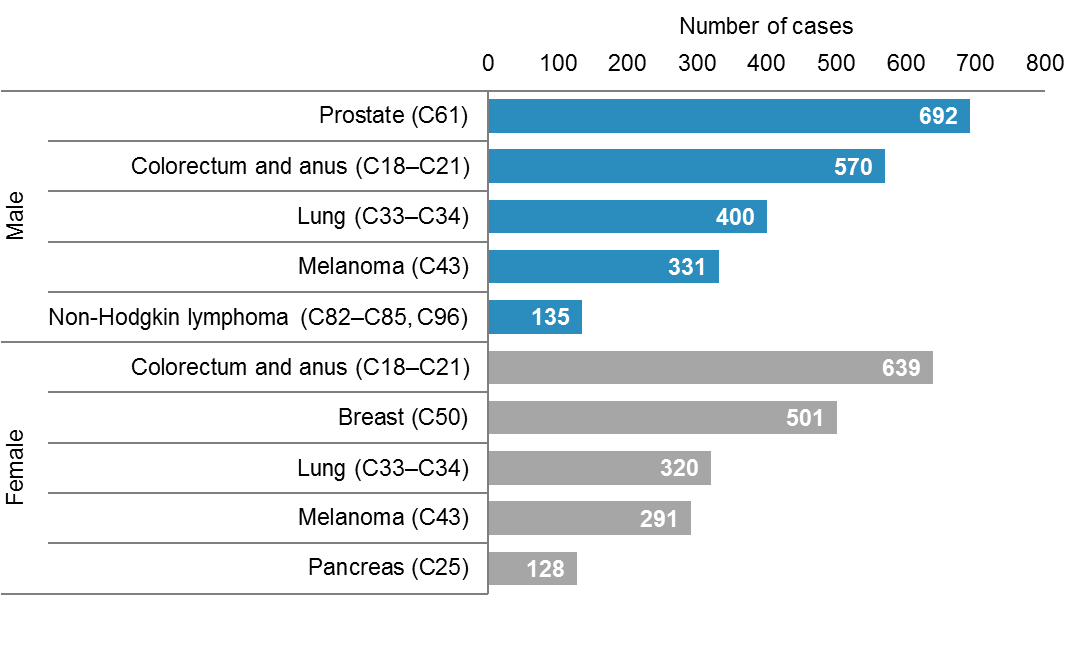 Number of cases
0 100 200 300 400 500 600 700 800
Male
Prostate (C61) 692
Colorectum and anus (C18–C21) 570
Lung (C33–C34) 400
Melanoma (C43) 331
Non-Hodgkin lymphoma (C82–C85, C96) 135
Female
Colorectum and anus (C18–C21) 639
Breast (C50) 501
Lung (C33–C34) 320
Melanoma (C43) 291
Pancreas (C25) 128